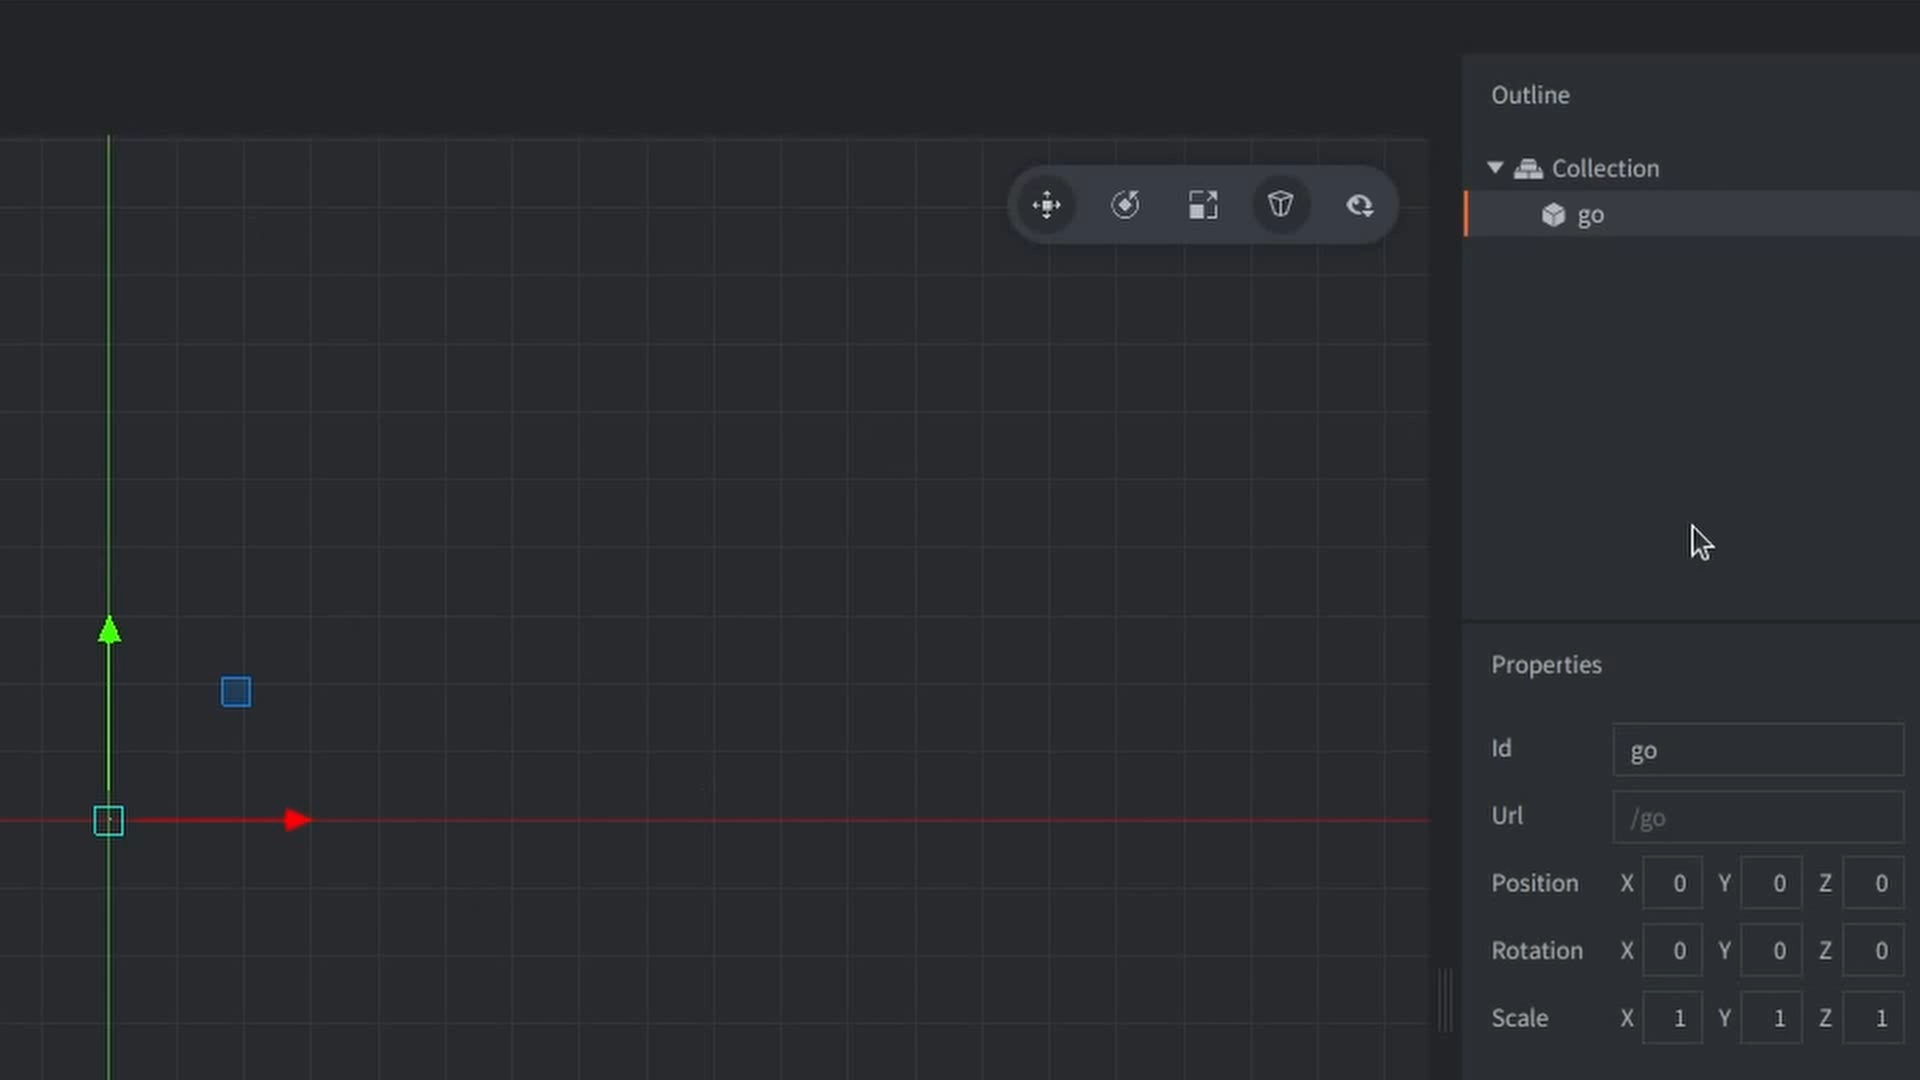 Outline
Collection
go
Properties
Id go
Url /go
Position X 0 Y 0 Z 0
Rotation X 0 Y 0 Z 0
Scale X 1 Y 1 Z 1